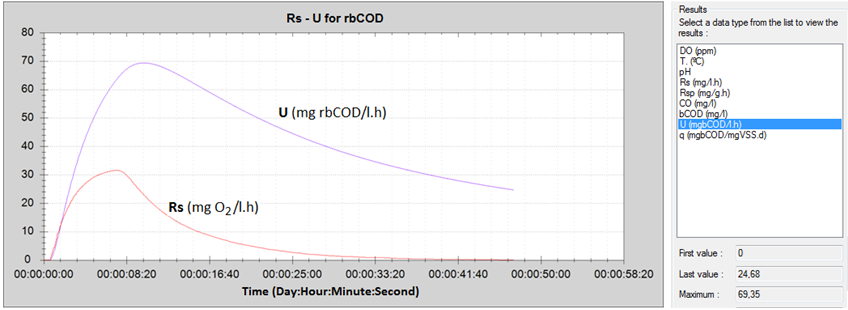 Rs - U for rbCOD
80
70
60
50
40
30
20
10
0
U (mg rbCOD/l.h)
Rs (mg O2/l.h)
00:00:00:00 00:00:08:20 00:00:16:40 00:00:25:00 00:00:33:20 00:00:41:40 00:00:50:00 00:00:58:20
Time (Day:Hour:Minute:Second)
Results
Select a data type from the list to view the
results :
DO (ppm)
T. (ºC)
pH
Rs (mg/l.h)
Rsp (mg/g.h)
CO (mg/l)
bCOD (mg/l)
U (mgbCOD/l.h)
q (mgbCOD/mgVSS.d)
First value : 0
Last value : 24,68
Maximum : 69,35